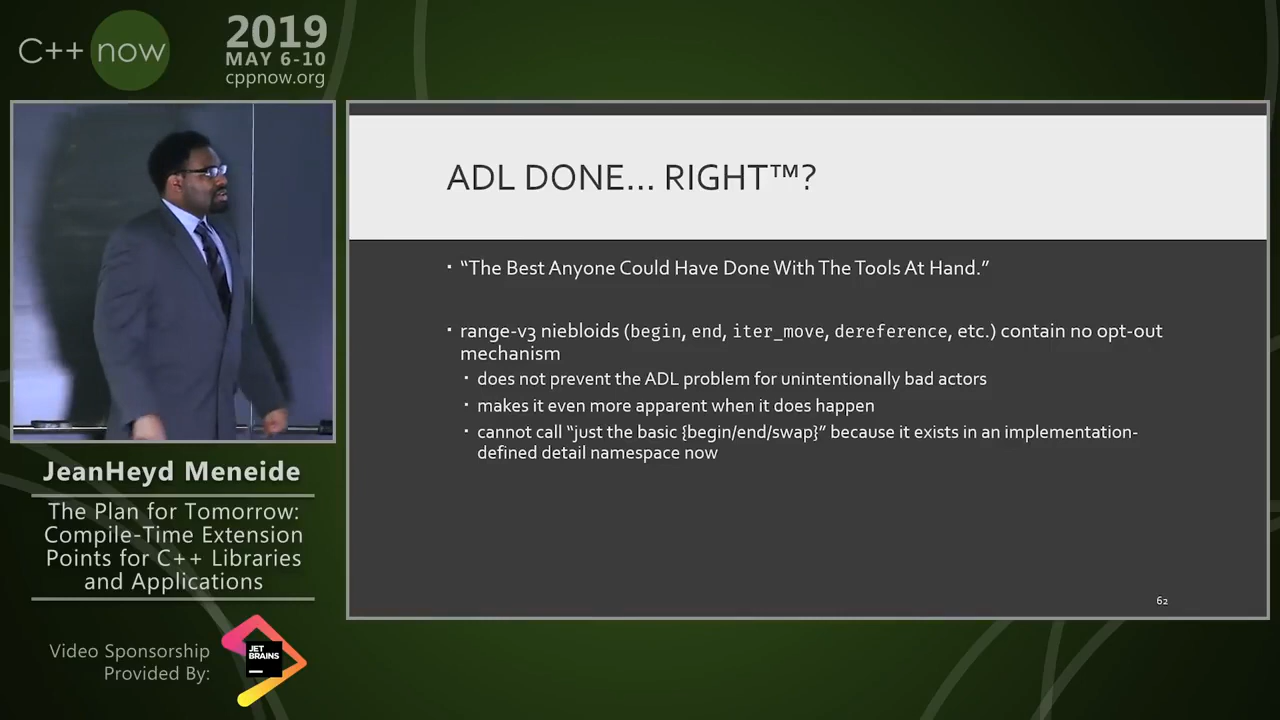 C++ now
2019
MAY 6-10
cppnow.org
ADL DONE… RIGHT™?
▪ “The Best Anyone Could Have Done With The Tools At Hand.”
▪ range-v3 niebloids (begin, end, iter_move, dereference, etc.) contain no opt-out
mechanism
▪ does not prevent the ADL problem for unintentionally bad actors
▪ makes it even more apparent when it does happen
▪ cannot call “just the basic {begin/end/swap}” because it exists in an implementation-
defined detail namespace now
62
JeanHeyd Meneide
The Plan for Tomorrow:
Compile-Time Extension
Points for C++ Libraries
and Applications
Video Sponsorship
Provided By:
JET
BRAINS